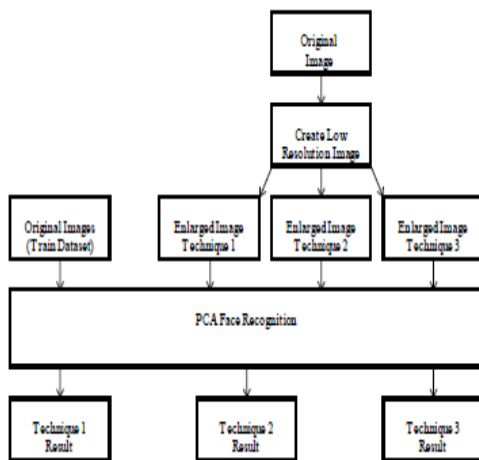 Original
Image
Create Low
Resolution Image
Original Images
(Train Dataset)
Enlarged Image
Technique 1
Enlarged Image
Technique 2
Enlarged Image
Technique 3
PCA Face Recognition
Technique 1
Result
Technique 2
Result
Technique 3
Result